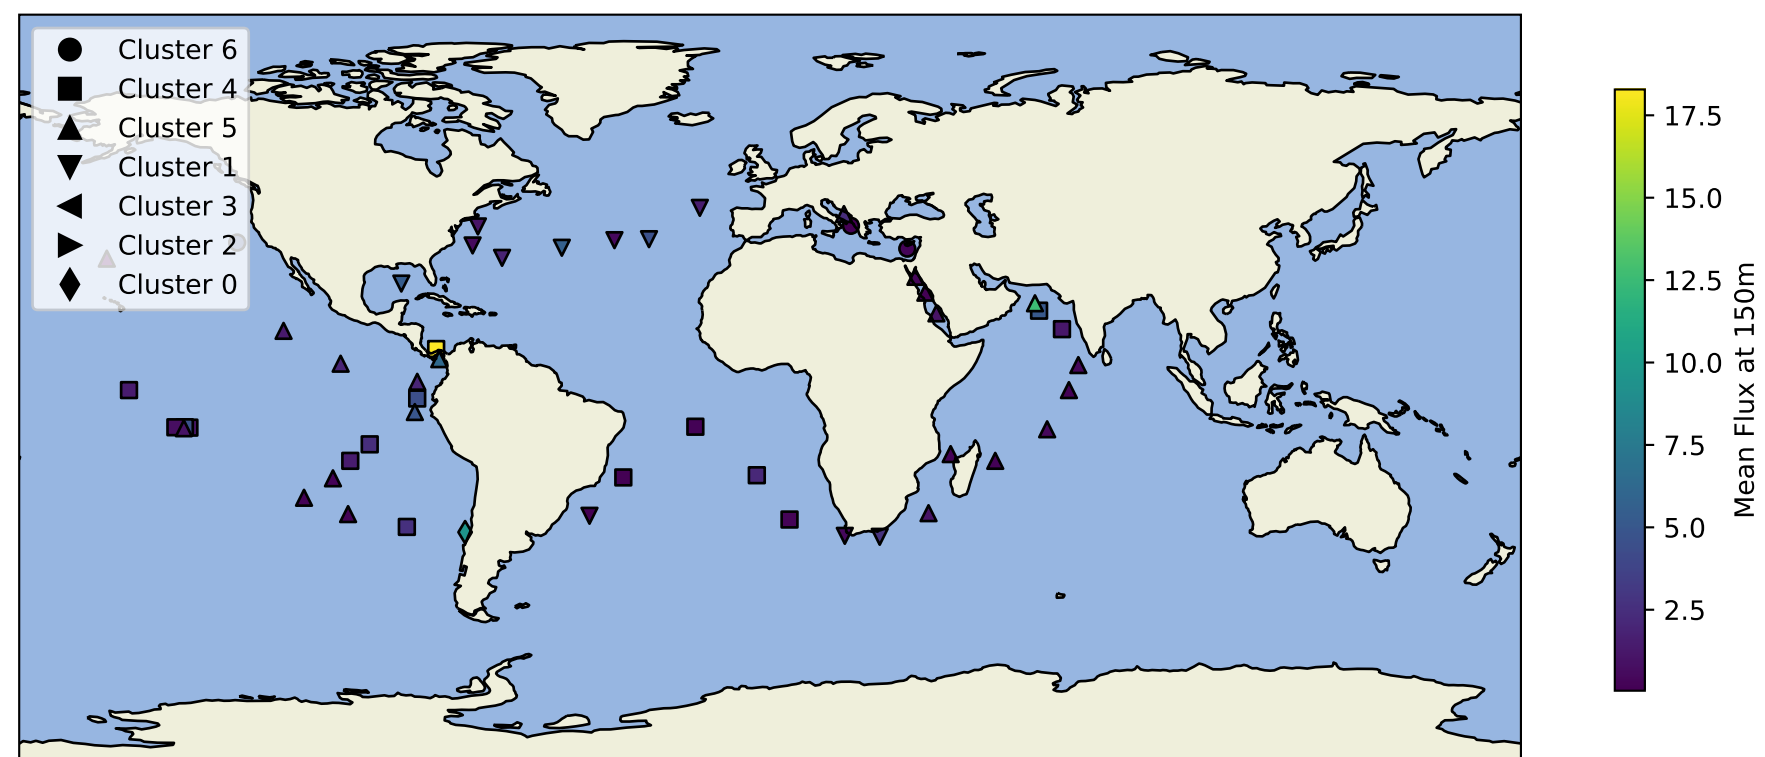 Cluster 6
Cluster 4
Cluster 5
Cluster 1
Cluster 3
Cluster 2
Cluster 0
17.5
15.0
12.5
10.0
7.5
5.0
2.5
Mean Flux at 150m